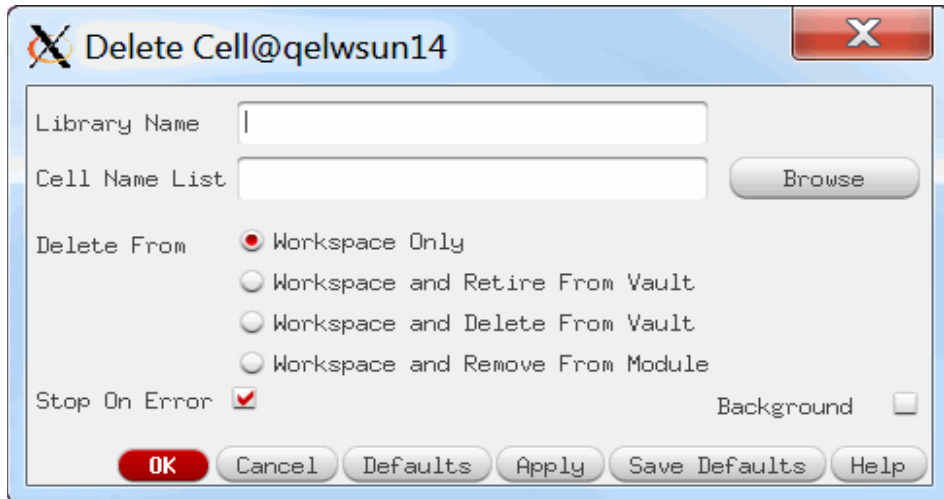 Delete Cell@qelwsun14
Library Name
Cell Name List Browse
Delete From Workspace Only
Workspace and Retire From Vault
Workspace and Delete From Vault
Workspace and Remove From Module
Stop On Error Background
OK Cancel Defaults Apply Save Defaults Help